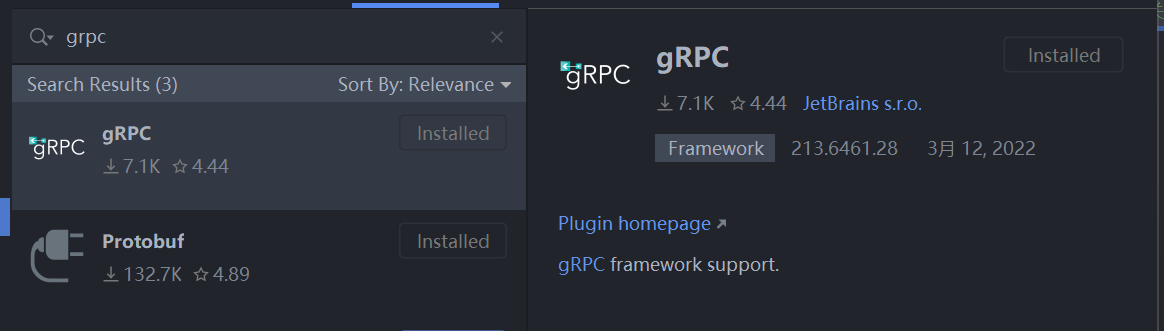 grpc
Search Results (3)
Sort By: Relevance
gRPC
gRPC
Installed
7.1K
4.44
Protobuf
Installed
132.7K
4.89
gRPC
gRPC
Installed
7.1K
4.44
JetBrains s.r.o.
Framework
213.6461.28
3月 12, 2022
Plugin homepage
gRPC framework support.